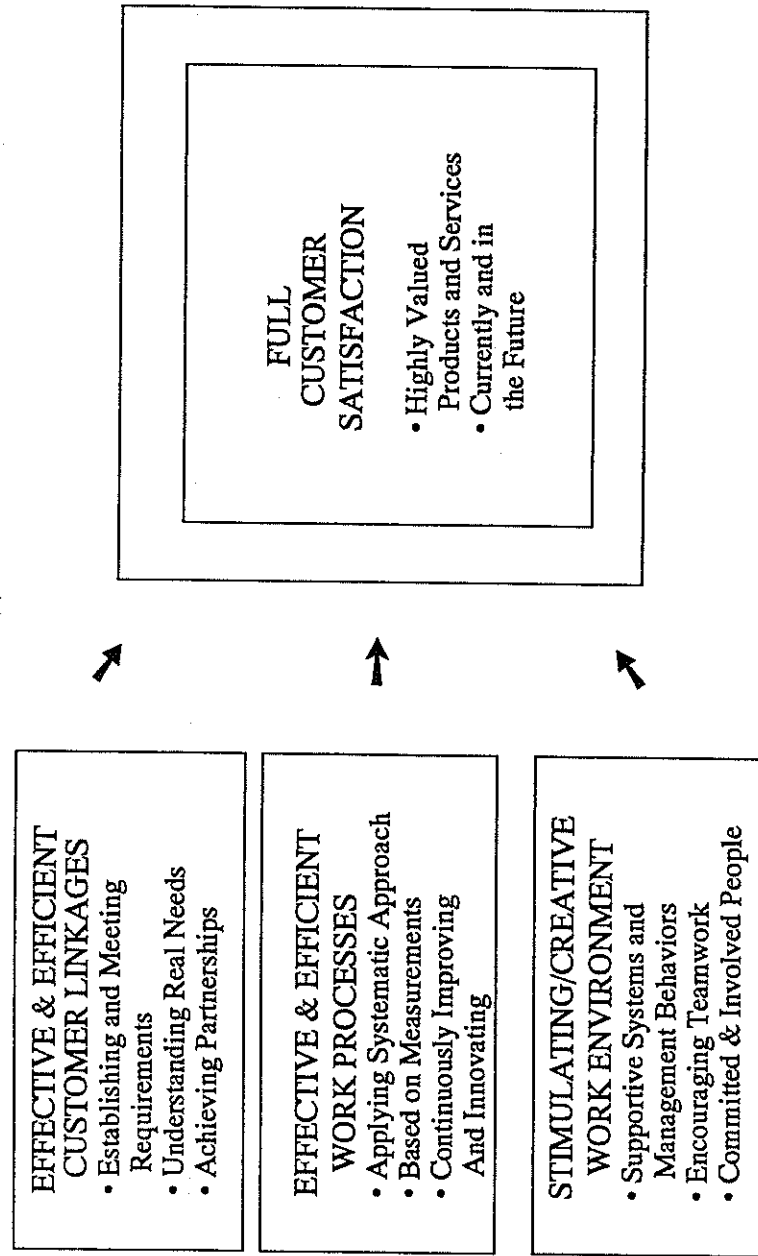 EFFECTIVE & EFFICIENT
CUSTOMER LINKAGES
• Establishing and Meeting
Requirements
• Understanding Real Needs
• Achieving Partnerships
EFFECTIVE & EFFICIENT
WORK PROCESSES
• Applying Systematic Approach
• Based on Measurements
• Continuously Improving
And Innovating
STIMULATING/CREATIVE
WORK ENVIRONMENT
• Supportive Systems and
Management Behaviors
• Encouraging Teamwork
• Committed & Involved People
FULL
CUSTOMER
SATISFACTION
• Highly Valued
Products and Services
• Currently and in
the Future